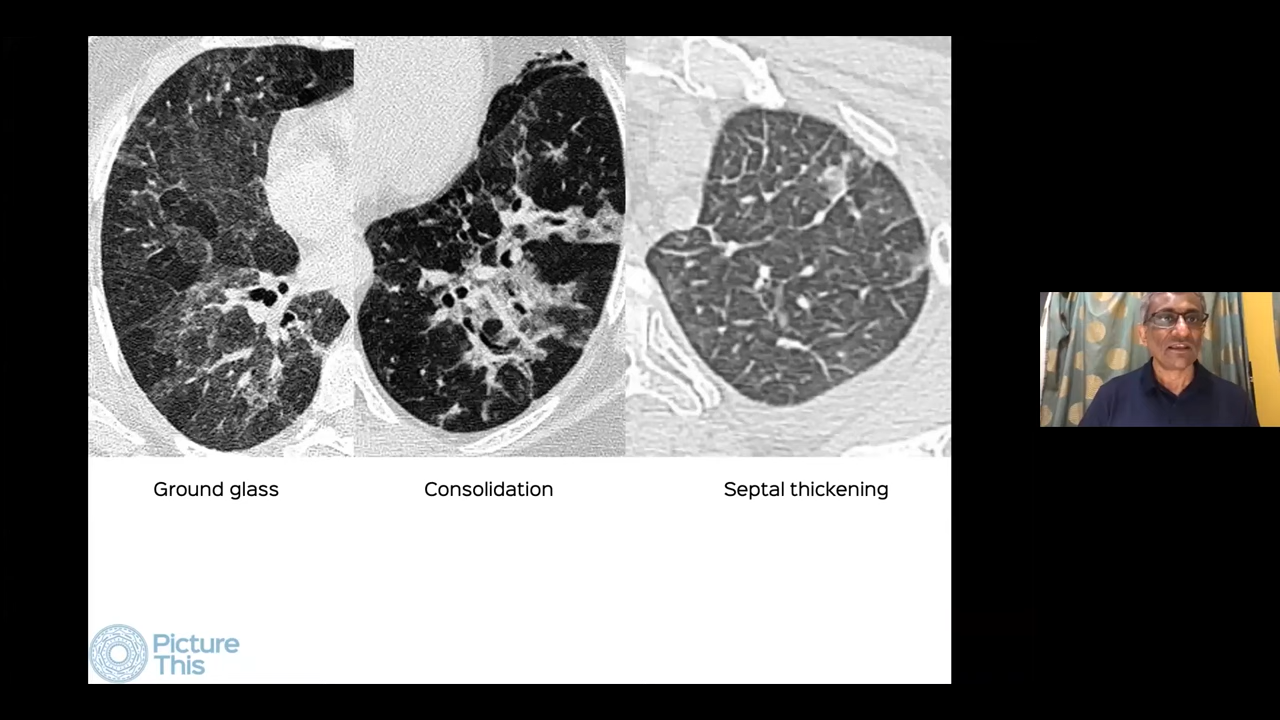 Ground glass
Consolidation
Septal thickening
Picture
This